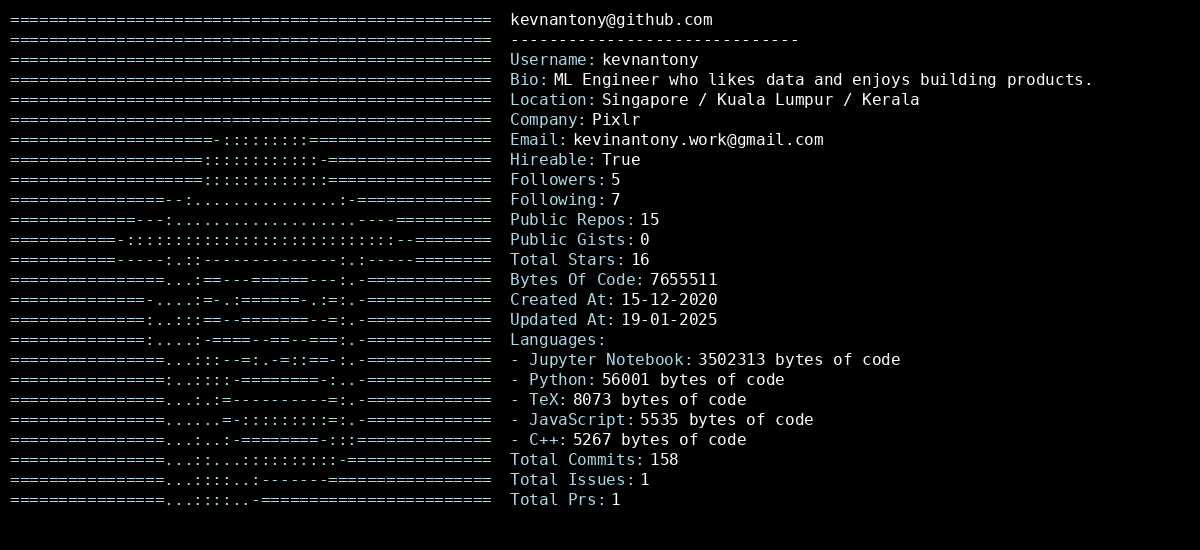 kevnantony@github.com
------------------------------
Username: kevnantony
Bio: ML Engineer who likes data and enjoys building products.
Location: Singapore / Kuala Lumpur / Kerala
Company: Pixlr
Email: kevinantony.work@gmail.com
Hireable: True
Followers: 5
Following: 7
Public Repos: 15
Public Gists: 0
Total Stars: 16
Bytes Of Code: 7655511
Created At: 15-12-2020
Updated At: 19-01-2025
Languages:
- Jupyter Notebook: 3502313 bytes of code
- Python: 56001 bytes of code
- TeX: 8073 bytes of code
- JavaScript: 5535 bytes of code
- C++: 5267 bytes of code
Total Commits: 158
Total Issues: 1
Total Prs: 1